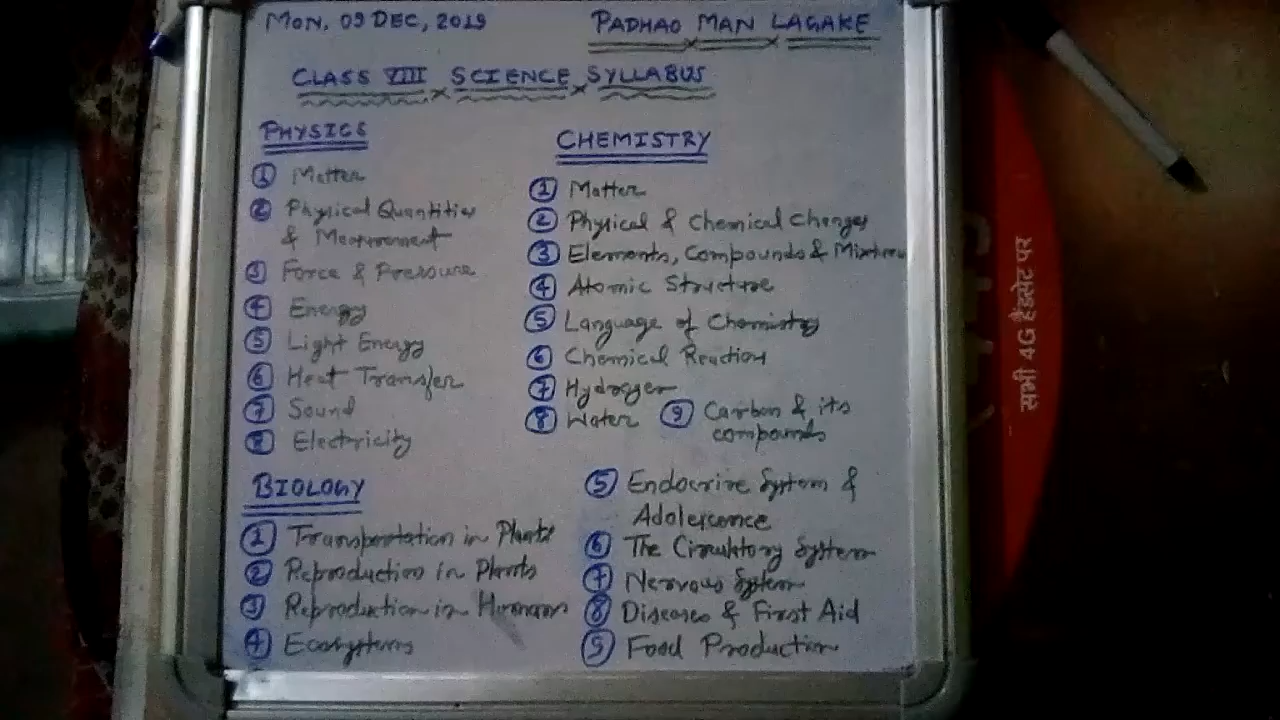 MON, 09 DEC, 2019
PADHAO MAN LAGAKE
CLASS VIII SCIENCE SYLLABUS
PHYSICS
① Matter
② Physical Quantities
& Measurement
③ Force & Pressure
④ Energy
⑤ Light Energy
⑥ Heat Transfer
⑦ Sound
⑧ Electricity
CHEMISTRY
① Matter
② Physical & Chemical Changes
③ Elements, Compounds & Mixtures
④ Atomic Structure
⑤ Language of Chemistry
⑥ Chemical Reaction
⑦ Hydrogen
⑧ Water ⑨ Carbon & its
compounds
BIOLOGY
① Transportation in Plants
② Reproduction in Plants
③ Reproduction in Humans
④ Ecosystems
⑤ Endocrine System &
Adolescence
⑥ The Circulatory System
⑦ Nervous System
⑧ Diseases & First Aid
⑨ Food Production
सभी 4G हैंडसेट पर